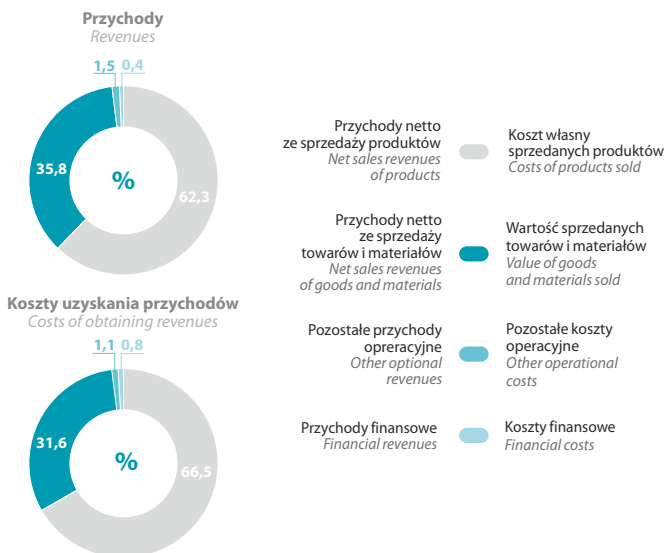 Przychody
Revenues
1,5 0,4
35,8
%
62,3
Koszty uzyskania przychodów
Costs of obtaining revenues
1,1 0,8
31,6
%
66,5
Przychody netto
ze sprzedaży produktów
Net sales revenues
of products
Koszt własny
sprzedanych produktów
Costs of products sold
Przychody netto
ze sprzedaży
towarów i materiałów
Net sales revenues
of goods and materials
Wartość sprzedanych
towarów i materiałów
Value of goods
and materials sold
Pozostałe przychody
opreracyjne
Other optional
revenues
Pozostałe koszty
operacyjne
Other operational
costs
Przychody finansowe
Financial revenues
Koszty finansowe
Financial costs